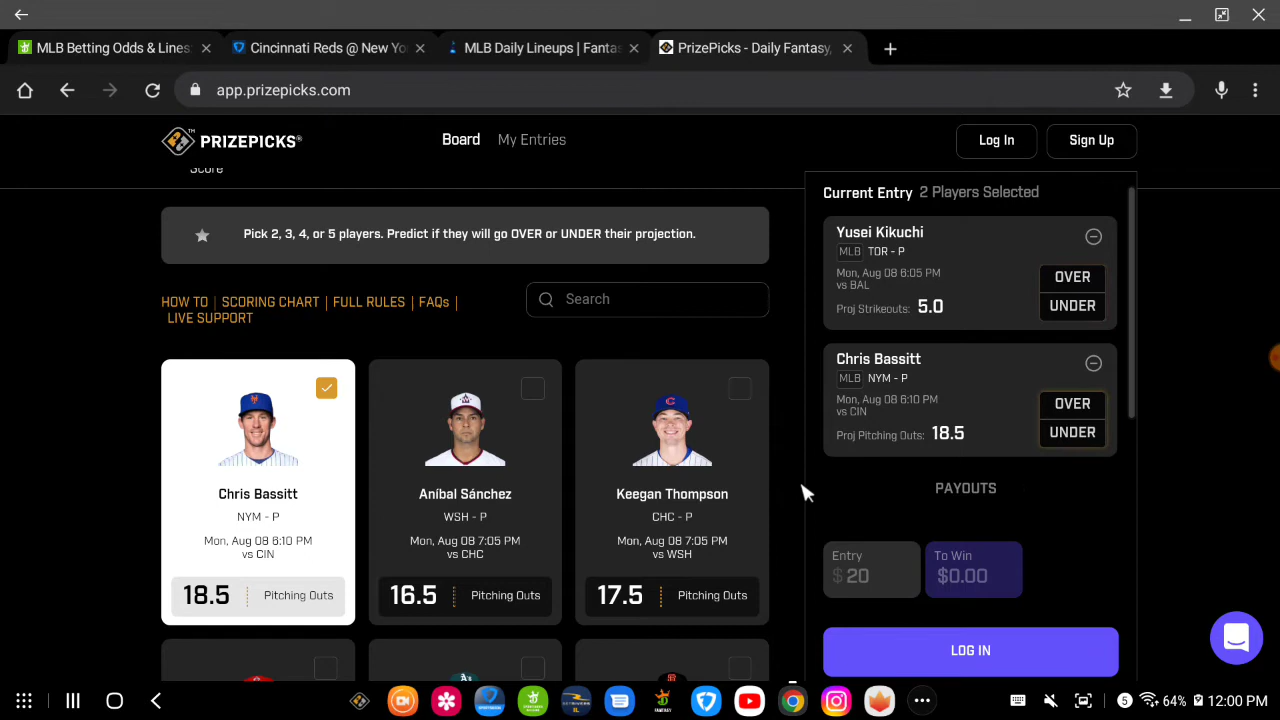 MLB Betting Odds & Lines
Cincinnati Reds @ New Yo
MLB Daily Lineups | Fantas
PrizePicks - Daily Fantasy,
app.prizepicks.com
PRIZEPICKS®
TM
Board
My Entries
Log In
Sign Up
Score
Pick 2, 3, 4, or 5 players. Predict if they will go OVER or UNDER their projection.
HOW TO | SCORING CHART | FULL RULES | FAQs |
LIVE SUPPORT
Search
Chris Bassitt
NYM - P
Mon, Aug 08 6:10 PM
vs CIN
18.5 Pitching Outs
Aníbal Sánchez
WSH - P
Mon, Aug 08 7:05 PM
vs CHC
16.5 Pitching Outs
Keegan Thompson
CHC - P
Mon, Aug 08 7:05 PM
vs WSH
17.5 Pitching Outs
Current Entry 2 Players Selected
Yusei Kikuchi
MLB TOR - P
Mon, Aug 08 6:05 PM
vs BAL
Proj Strikeouts: 5.0
OVER
UNDER
Chris Bassitt
MLB NYM - P
Mon, Aug 08 6:10 PM
vs CIN
Proj Pitching Outs: 18.5
OVER
UNDER
PAYOUTS
Entry
$ 20
To Win
$0.00
LOG IN
5
64% 12:00 PM